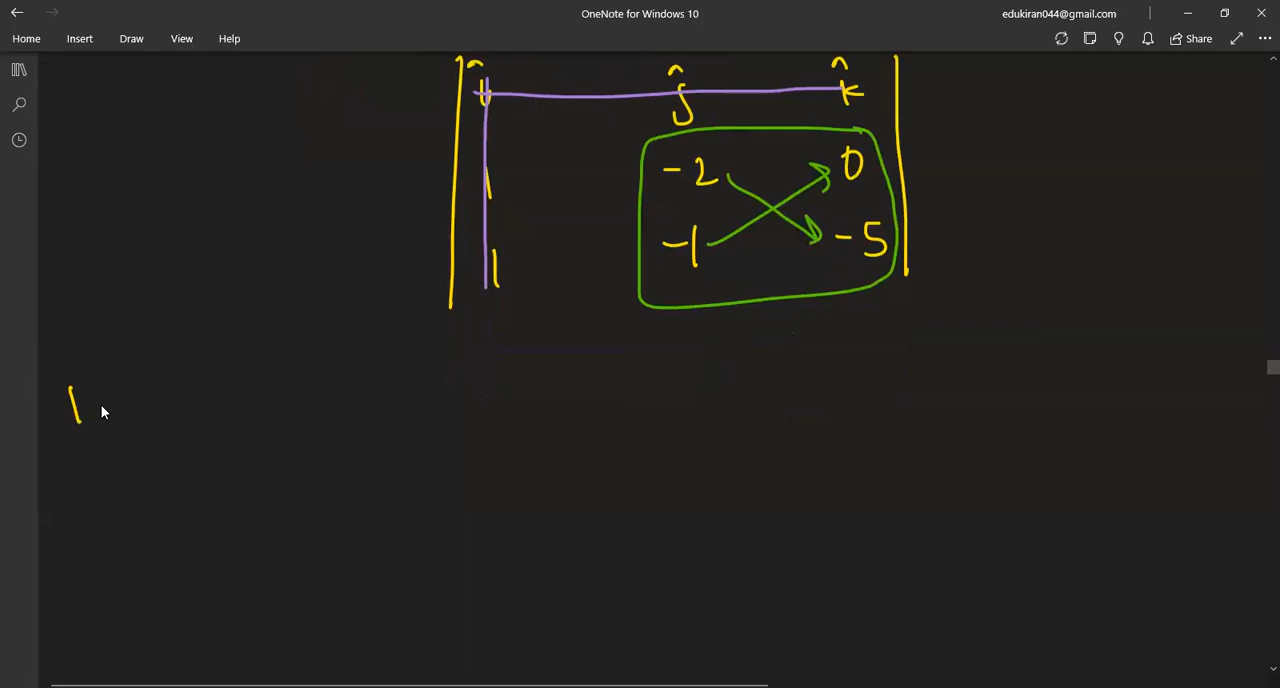 OneNote for Windows 10 edukiran044@gmail.com
Home Insert Draw View Help Share
î ĵ k̂
1 -2 0
1 -1 -5